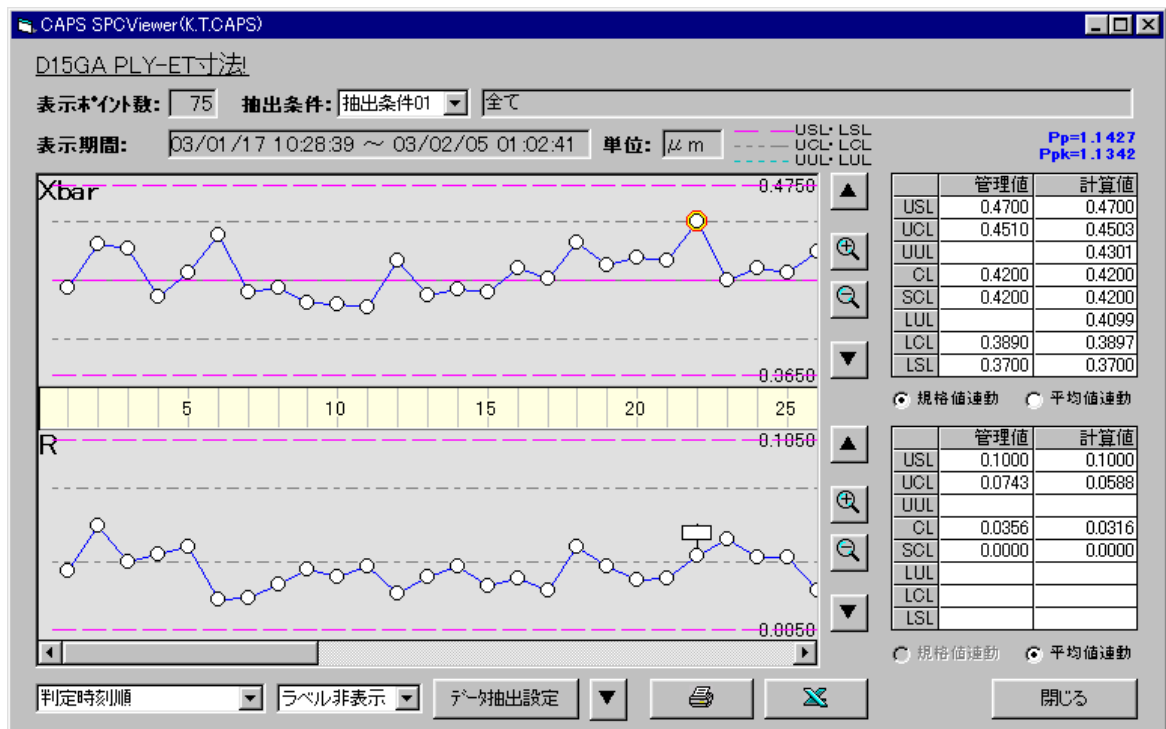 CAPS SPCViewer(K.T.CAPS)
D15GA PLY-ET寸法!
表示ﾎﾟｲﾝﾄ数: 75 抽出条件: 抽出条件01 全て
表示期間: 03/01/17 10:28:39 ～ 03/02/05 01:02:41 単位: μm
USL・LSL
UCL・LCL
UUL・LUL
Pp=1.1427
Ppk=1.1342
Xbar
0.4750
0.3650
5 10 15 20 25
R
0.1050
0.0050
管理値 計算値
USL 0.4700 0.4700
UCL 0.4510 0.4503
UUL 0.4301
CL 0.4200 0.4200
SCL 0.4200 0.4200
LUL 0.4099
LCL 0.3890 0.3897
LSL 0.3700 0.3700
規格値連動 平均値連動
管理値 計算値
USL 0.1000 0.1000
UCL 0.0743 0.0588
UUL
CL 0.0356 0.0316
SCL 0.0000 0.0000
LUL
LCL
LSL
規格値連動 平均値連動
判定時刻順 ラベル非表示 ﾃﾞｰﾀ抽出設定 閉じる